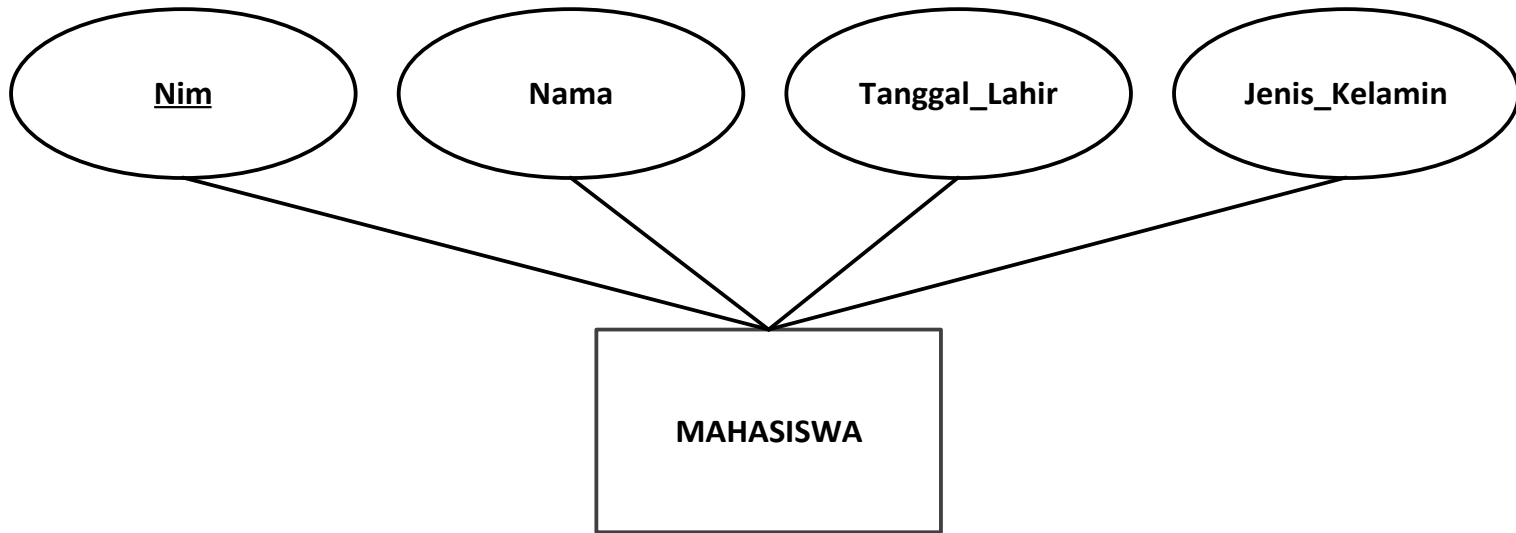 Nim
Nama
Tanggal_Lahir
Jenis_Kelamin
MAHASISWA